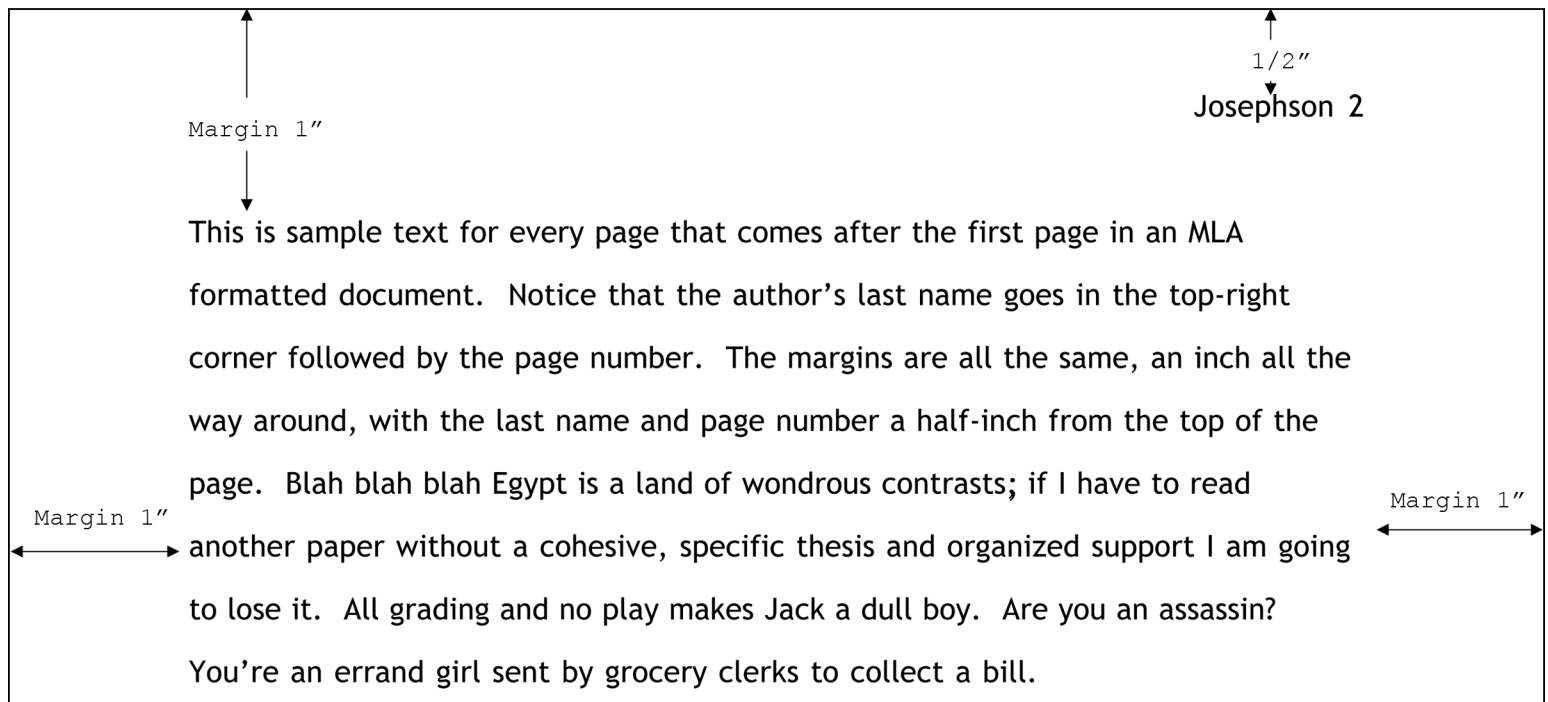 1/2”
Josephson 2
Margin 1”
This is sample text for every page that comes after the first page in an MLA
formatted document.  Notice that the author’s last name goes in the top-right
corner followed by the page number.  The margins are all the same, an inch all the
way around, with the last name and page number a half-inch from the top of the
page.  Blah blah blah Egypt is a land of wondrous contrasts; if I have to read
Margin 1”
Margin 1”
another paper without a cohesive, specific thesis and organized support I am going
to lose it.  All grading and no play makes Jack a dull boy.  Are you an assassin?
You’re an errand girl sent by grocery clerks to collect a bill.